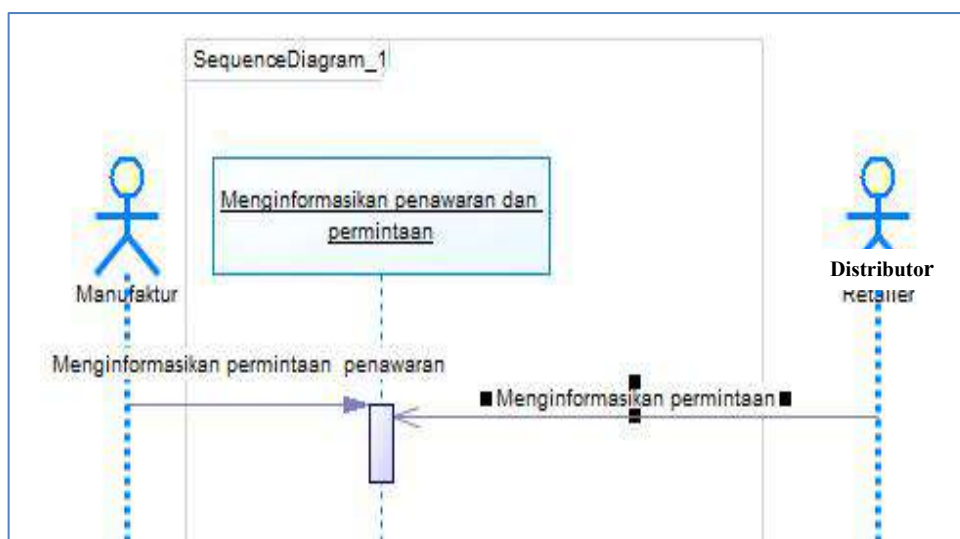 SequenceDiagram_1
Menginformasikan penawaran dan
permintaan
Manufaktur
Distributor
Retailer
Menginformasikan permintaan penawaran
Menginformasikan permintaan